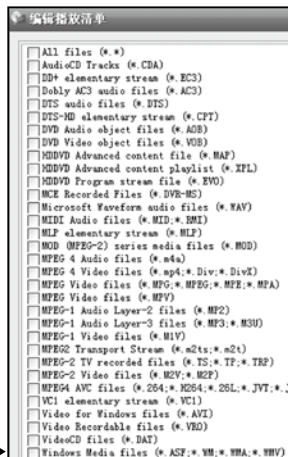 编辑播放清单
All files (*.*)
AudioCD Tracks (*.CDA)
DD+ elementary stream (*.EC3)
Dobly AC3 audio files (*.AC3)
DTS audio files (*.DTS)
DTS-HD elementary stream (*.CPT)
DVD Audio object files (*.AOB)
DVD Video object files (*.VOB)
HDDVD Advanced content file (*.MAP)
HDDVD Advanced content playlist (*.XPL)
HDDVD Program stream file (*.EVO)
MCE Recorded Files (*.DVR-MS)
Microsoft Waveform audio files (*.WAV)
MIDI Audio files (*.MID;*.RMI)
MLP elementary stream (*.MLP)
MOD (MPEG-2) series media files (*.MOD)
MPEG 4 Audio files (*.m4a)
MPEG 4 Video files (*.mp4;*.Div;*.DivX)
MPEG Video files (*.MPG;*.MPEG;*.MPE;*.MPA)
MPEG Video files (*.MPV)
MPEG-1 Audio Layer-2 files (*.MP2)
MPEG-1 Audio Layer-3 files (*.MP3;*.M3U)
MPEG-1 Video files (*.M1V)
MPEG2 Transport Stream (*.m2ts;*.m2t)
MPEG-2 TV recorded files (*.TS;*.TP;*.TRP)
MPEG-2 Video files (*.M2V;*.M2P)
MPEG4 AVC files (*.264;*.H264;*.26L;*.JVT;*.
VC1 elementary stream (*.VC1)
Video for Windows files (*.AVI)
Video Recordable files (*.VRO)
VideoCD files (*.DAT)
Windows Media files (*.ASF;*.WM;*.WMA;*.WMV)